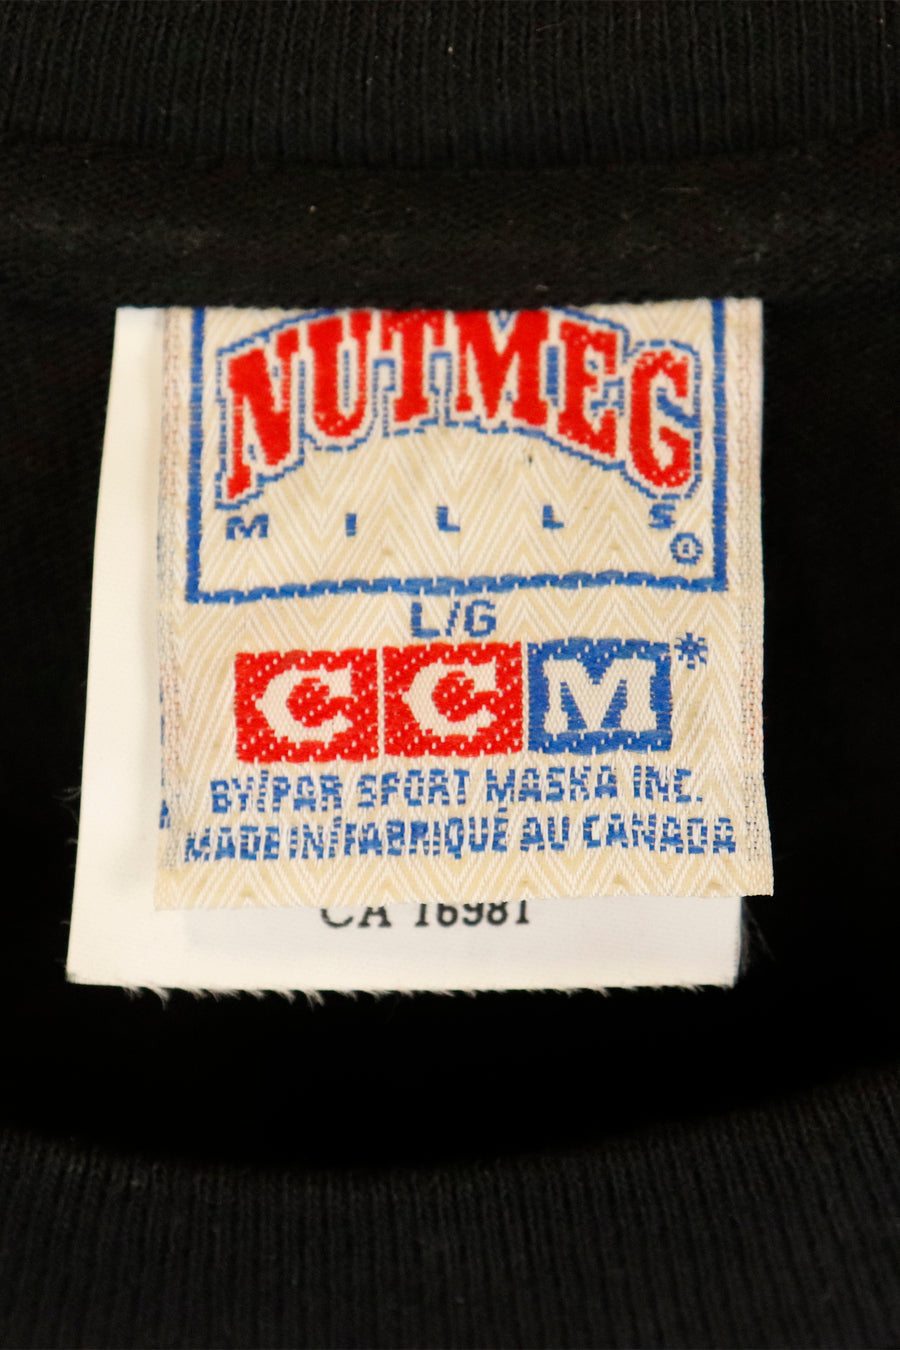 NUTMEG
MILLS®
L/G
CCM*
BY/PAR SPORT MASKA INC.
MADE IN/FABRIQUÉ AU CANADA
CA 16981